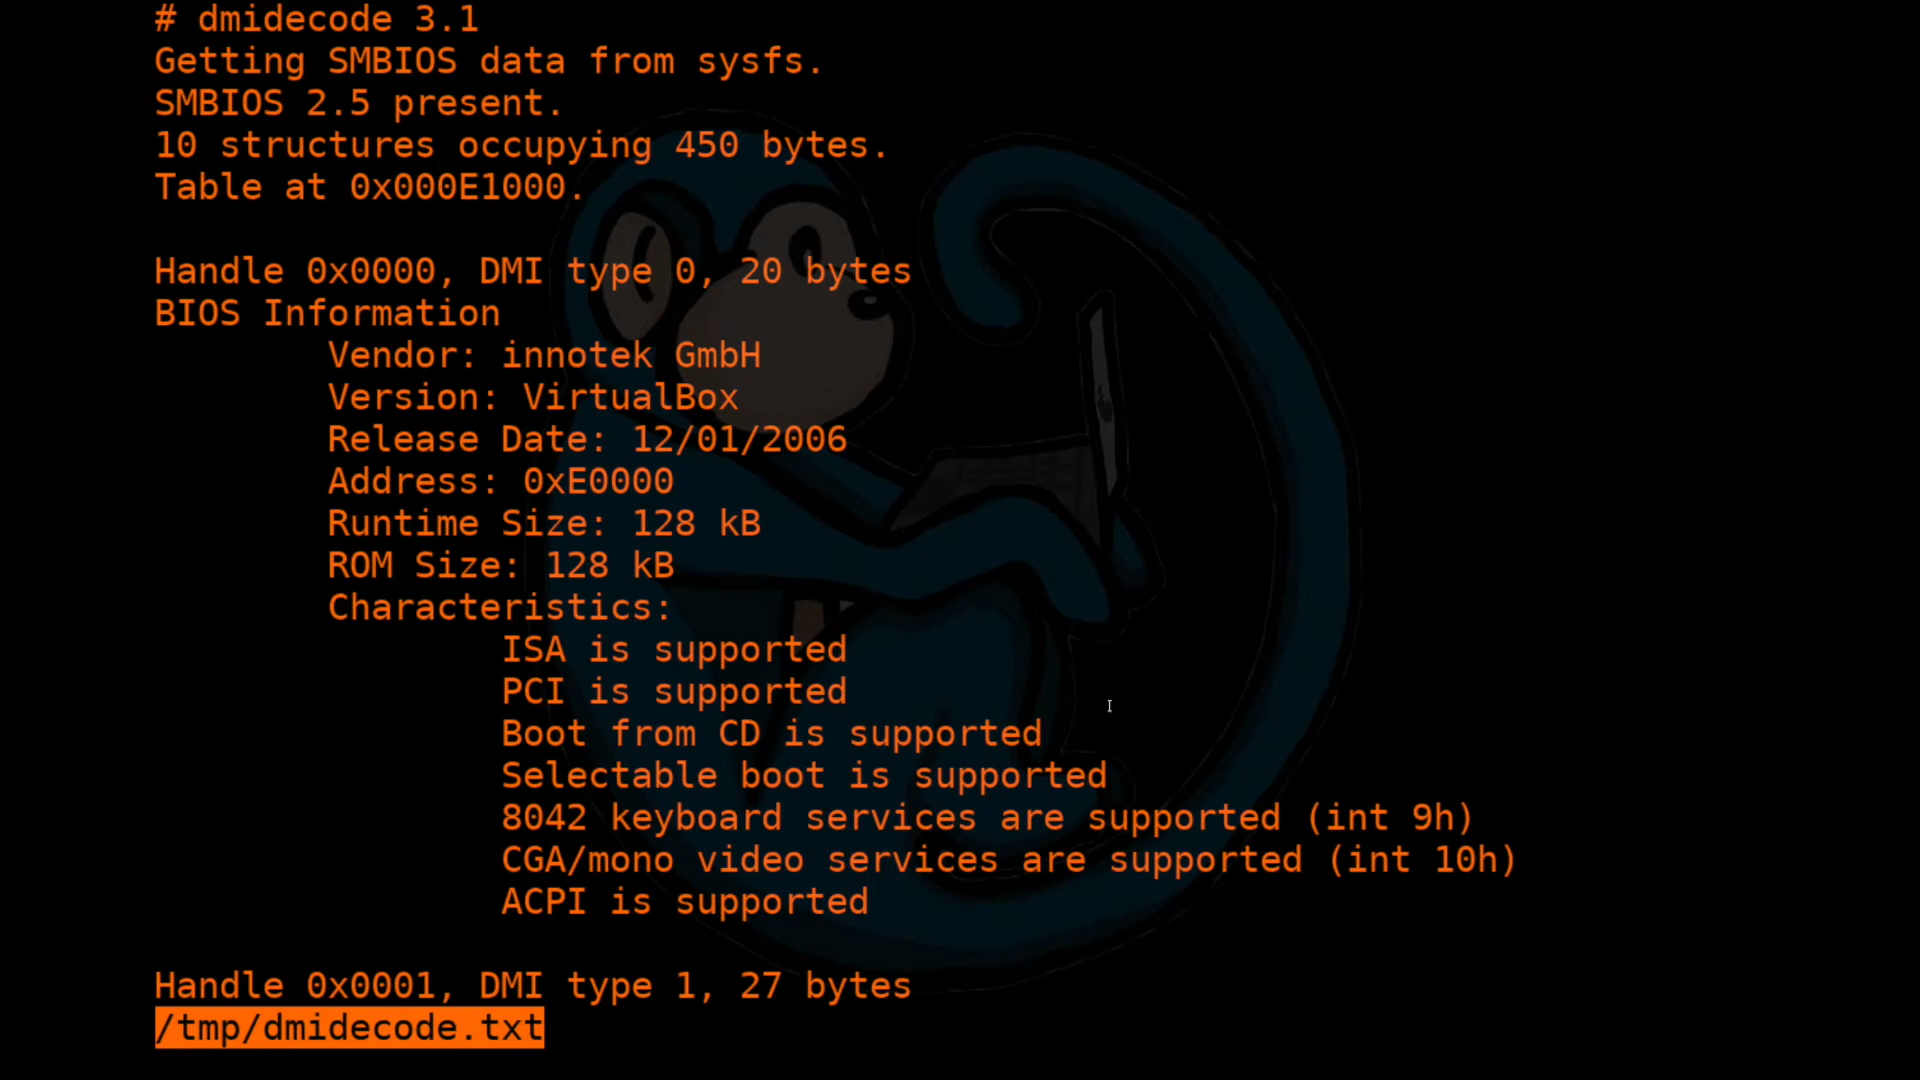 # dmidecode 3.1
Getting SMBIOS data from sysfs.
SMBIOS 2.5 present.
10 structures occupying 450 bytes.
Table at 0x000E1000.

Handle 0x0000, DMI type 0, 20 bytes
BIOS Information
        Vendor: innotek GmbH
        Version: VirtualBox
        Release Date: 12/01/2006
        Address: 0xE0000
        Runtime Size: 128 kB
        ROM Size: 128 kB
        Characteristics:
                ISA is supported
                PCI is supported
                Boot from CD is supported
                Selectable boot is supported
                8042 keyboard services are supported (int 9h)
                CGA/mono video services are supported (int 10h)
                ACPI is supported

Handle 0x0001, DMI type 1, 27 bytes
/tmp/dmidecode.txt